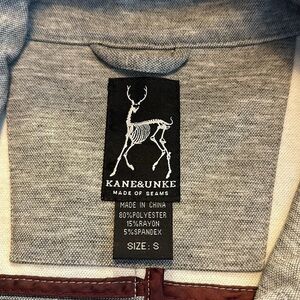 KANE&UNKE
MADE OF SEAMS
MADE IN CHINA
80%POLYESTER
15%RAYON
5%SPANDEX
SIZE: S